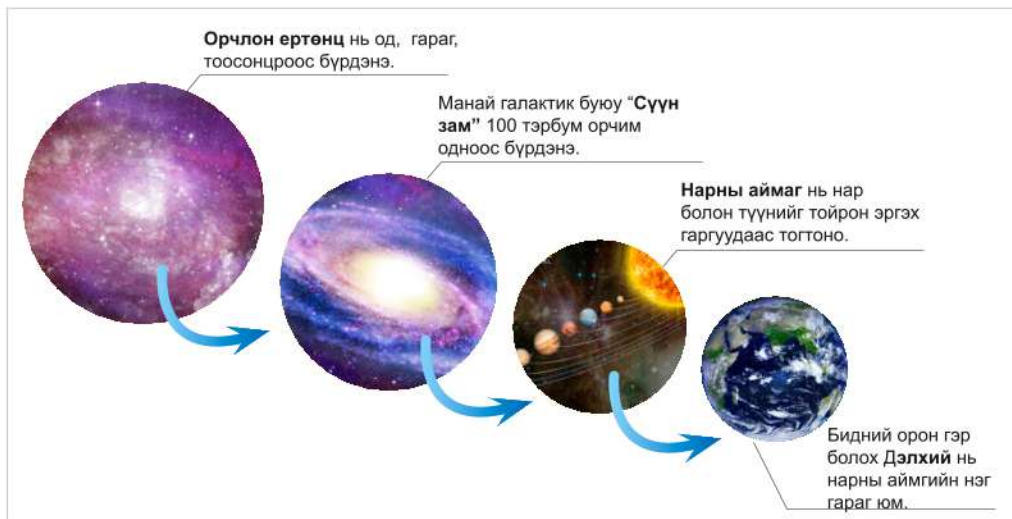 Орчлон ертөнц нь од, гараг,
тоосонцроос бүрдэнэ.
Манай галактик буюу “Сүүн
зам” 100 тэрбум орчим
одноос бүрдэнэ.
Нарны аймаг нь нар
болон түүнийг тойрон эргэх
гаргуудаас тогтоно.
Бидний орон гэр
болох Дэлхий нь
нарны аймгийн нэг
гараг юм.